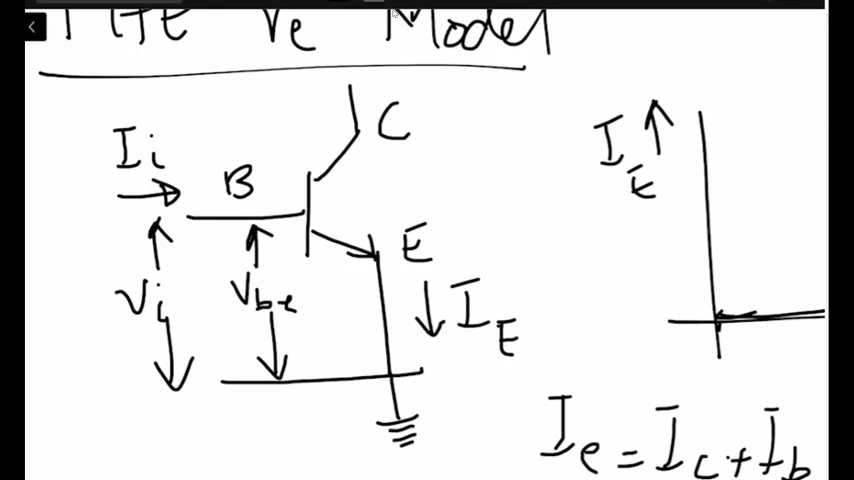 The re Model
C
Ii
B
IE
E
Vi
Vbe
IE
Ie = Ic + Ib